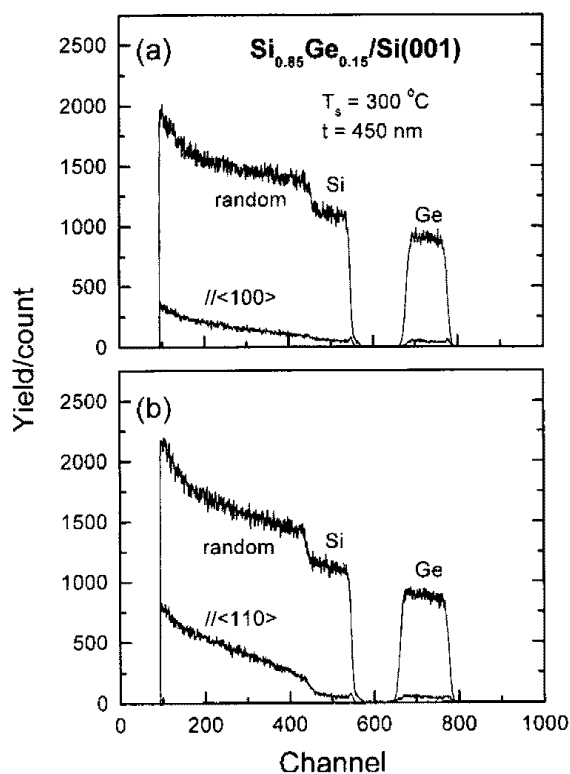 2500
2000
1500
1000
500
0
(a)
Si0.85Ge0.15/Si(001)
Ts = 300 °C
t = 450 nm
random
Si
Ge
//<100>
Yield/count
2500
2000
1500
1000
500
0
(b)
random
Si
Ge
//<110>
0 200 400 600 800 1000
Channel